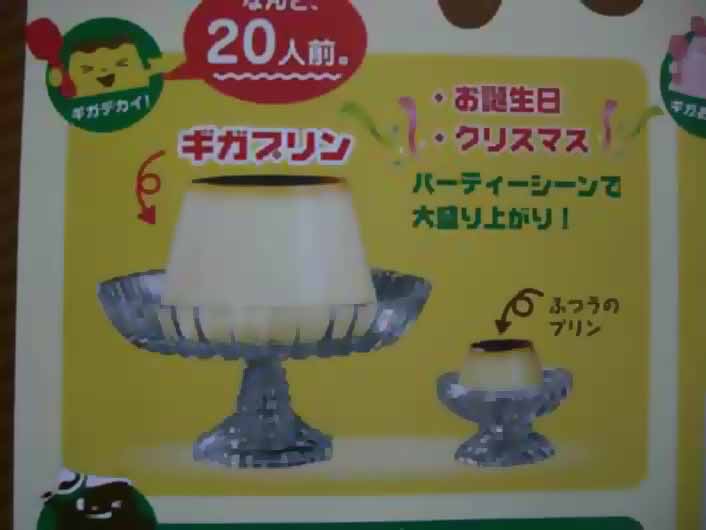 なんと、
20人前。
ギガデカイ!
・お誕生日
・クリスマス
ギガプリン
パーティーシーンで
大盛り上がり!
ふつうの
プリン